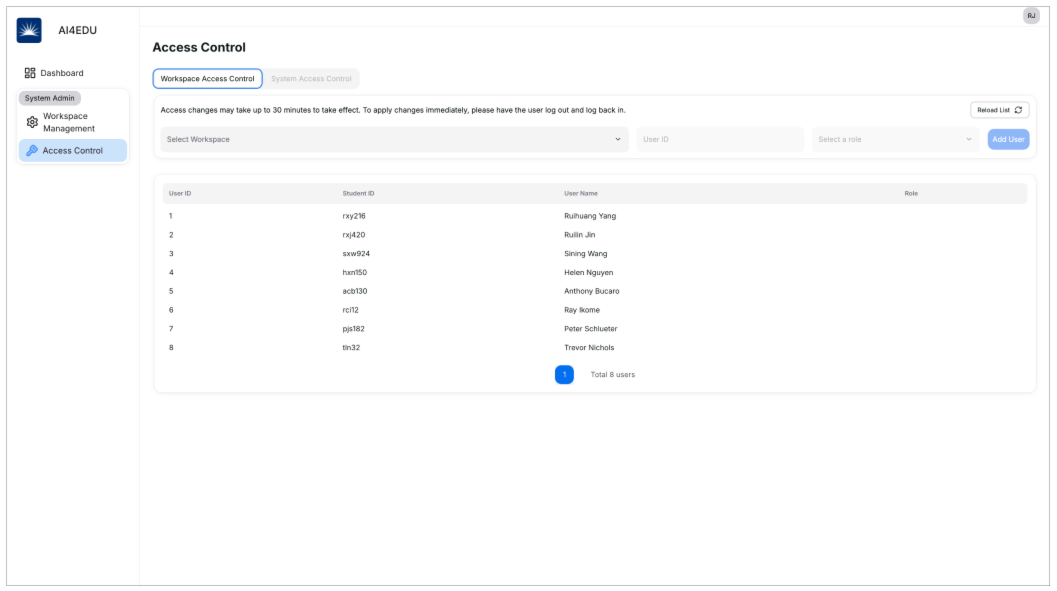 RJ
AI4EDU
Access Control
Dashboard
Workspace Access Control System Access Control
System Admin
Workspace
Management
Access Control
Access changes may take up to 30 minutes to take effect. To apply changes immediately, please have the user log out and log back in.
Reload List
Select Workspace User ID Select a role Add User
User ID Student ID User Name Role
1 rxy216 Ruihuang Yang
2 rxj420 Ruilin Jin
3 sxw924 Sining Wang
4 hxn150 Helen Nguyen
5 acb130 Anthony Bucaro
6 rci12 Ray Ikome
7 pjs182 Peter Schlueter
8 tln32 Trevor Nichols
1 Total 8 users